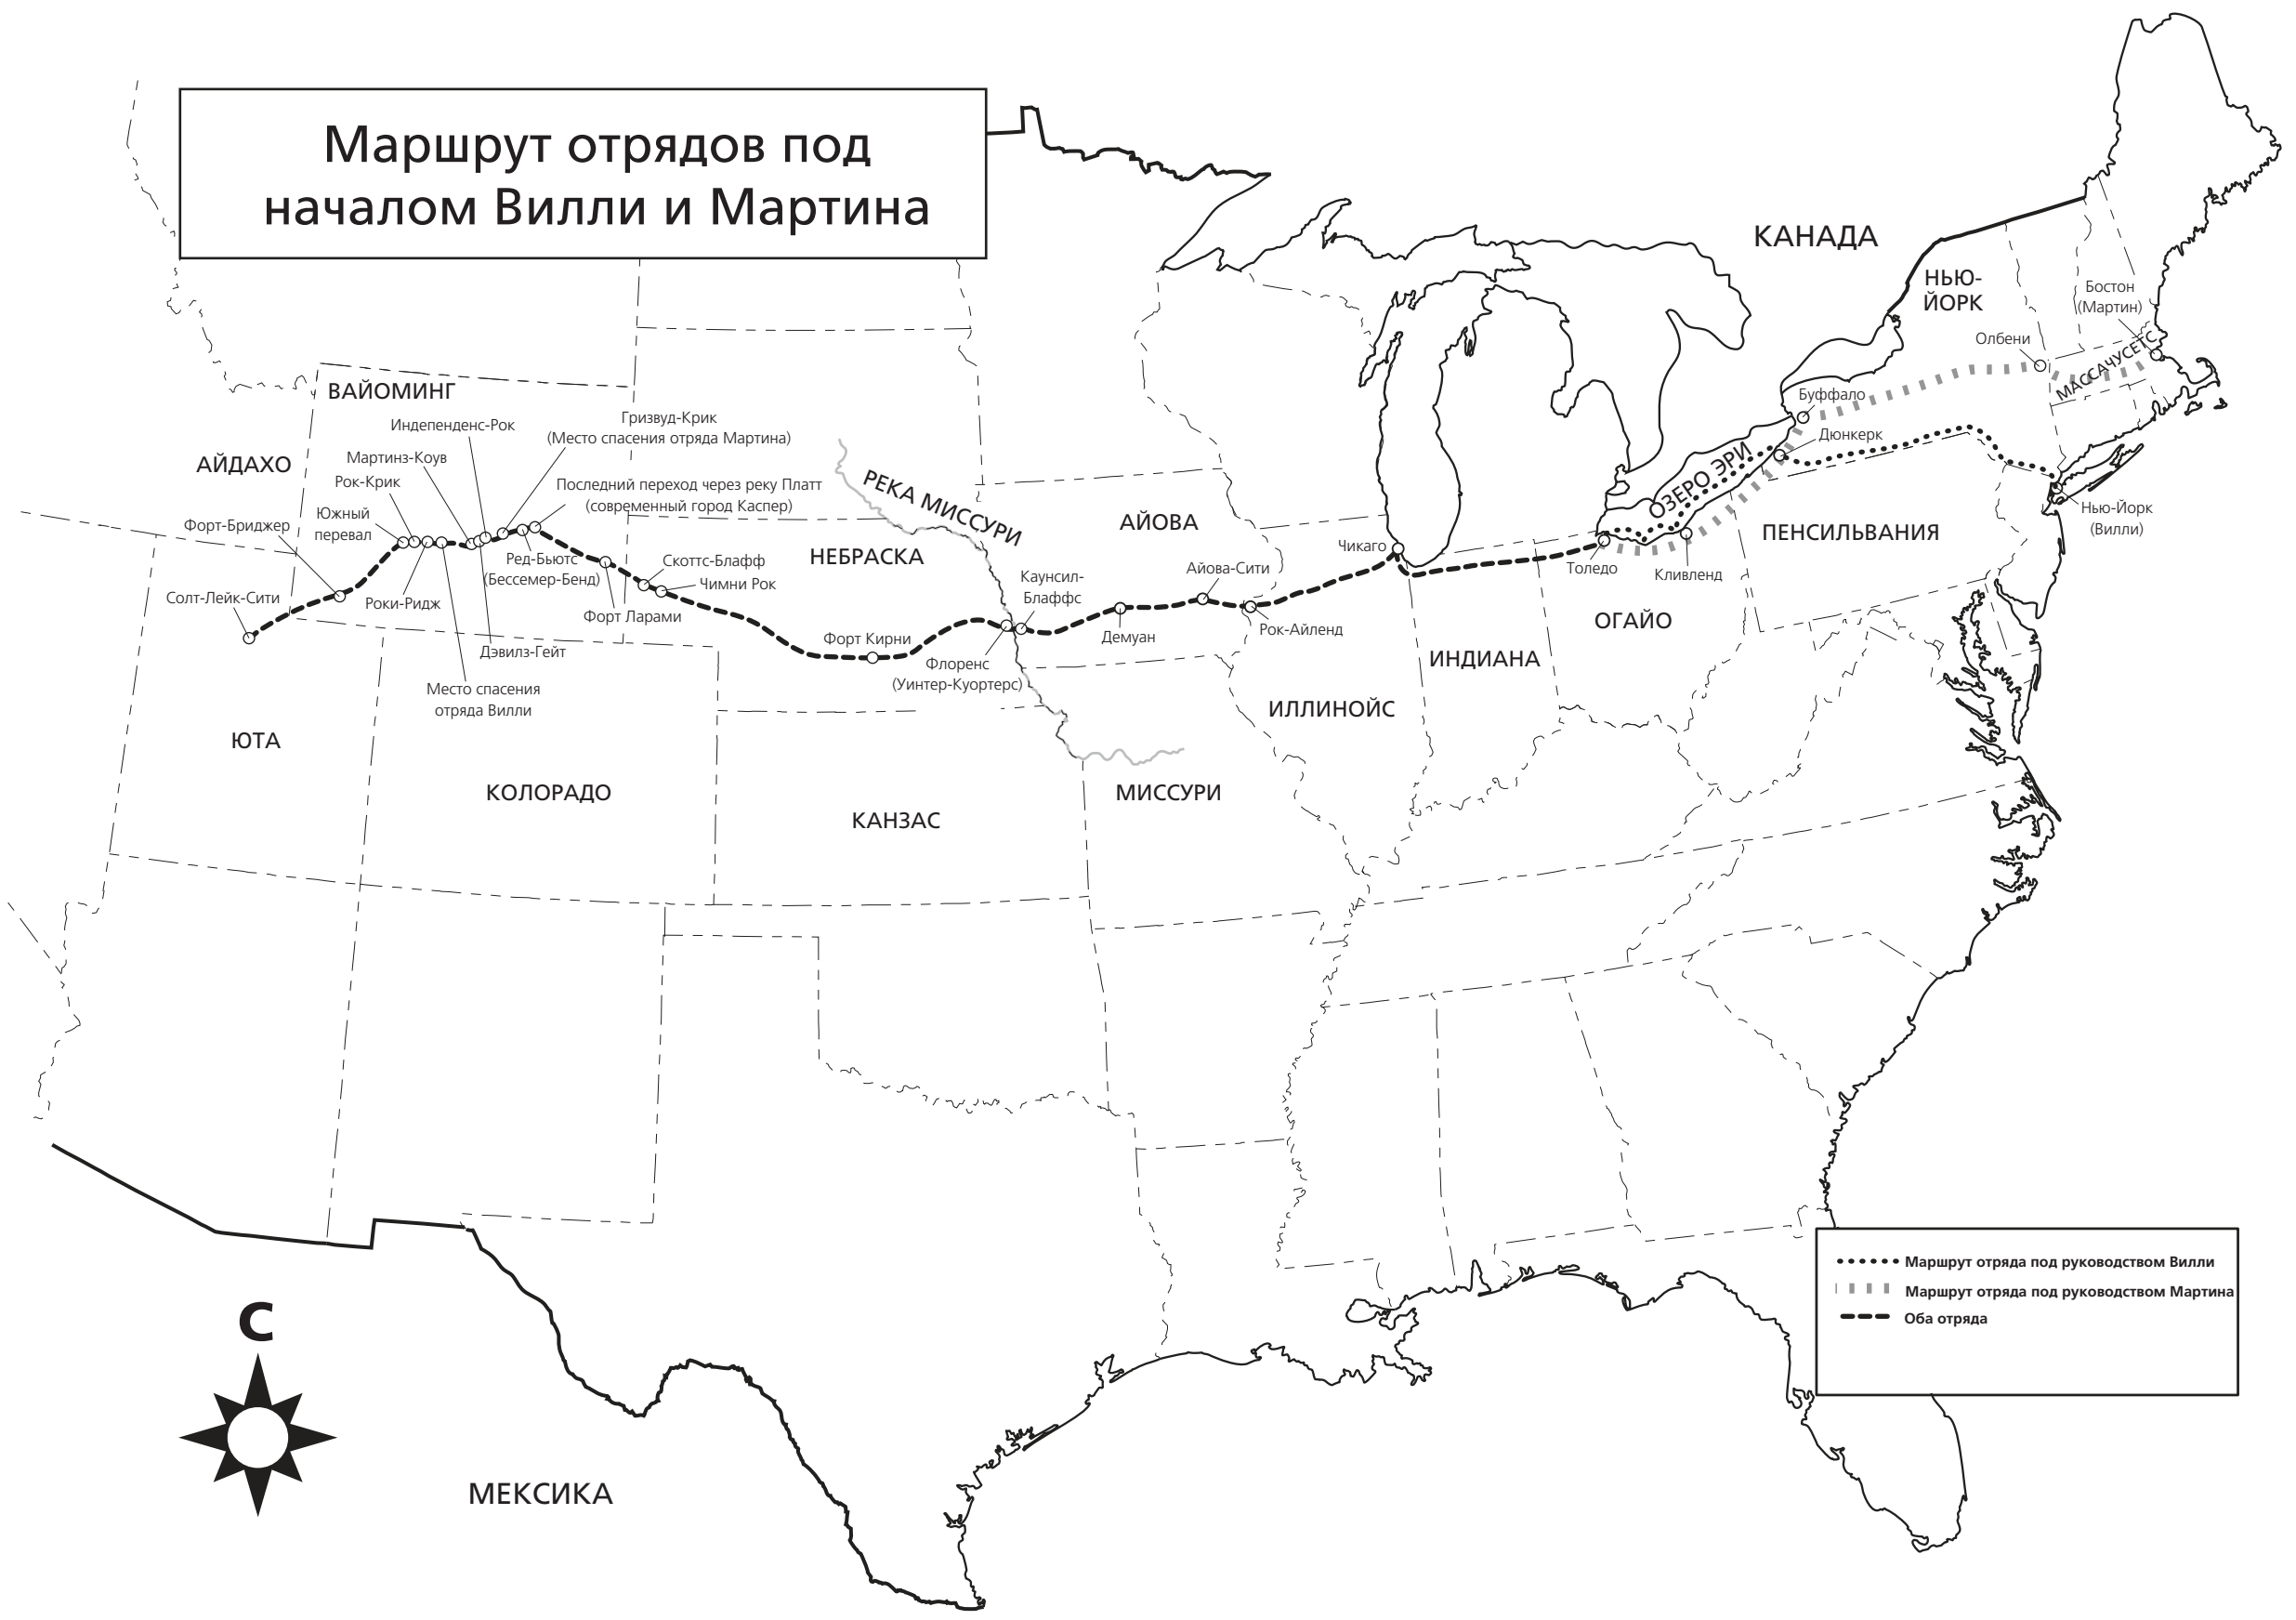 Маршрут отрядов под
началом Вилли и Мартина
КАНАДА
НЬЮ-
ЙОРК
Бостон
(Мартин)
Олбени
МАССАЧУСЕТС
Буффало
Дюнкерк
ОЗЕРО ЭРИ
Нью-Йорк
(Вилли)
ПЕНСИЛЬВАНИЯ
Кливленд
Толедо
ОГАЙО
Чикаго
ИНДИАНА
ИЛЛИНОЙС
Рок-Айленд
Айова-Сити
АЙОВА
Демуан
Каунсил-
Блаффс
РЕКА МИССУРИ
Флоренс
(Уинтер-Куортерс)
НЕБРАСКА
Форт Кирни
МИССУРИ
КАНЗАС
КОЛОРАДО
ЮТА
ВАЙОМИНГ
АЙДАХО
Гризвуд-Крик
(Место спасения отряда Мартина)
Индепенденс-Рок
Мартинз-Коув
Рок-Крик
Последний переход через реку Платт
(современный город Каспер)
Южный
перевал
Форт-Бриджер
Солт-Лейк-Сити
Ред-Бьютс
(Бессемер-Бенд)
Скоттс-Блафф
Чимни Рок
Форт Ларами
Роки-Ридж
Дэвилз-Гейт
Место спасения
отряда Вилли
С
МЕКСИКА
Маршрут отряда под руководством Вилли
Маршрут отряда под руководством Мартина
Оба отряда